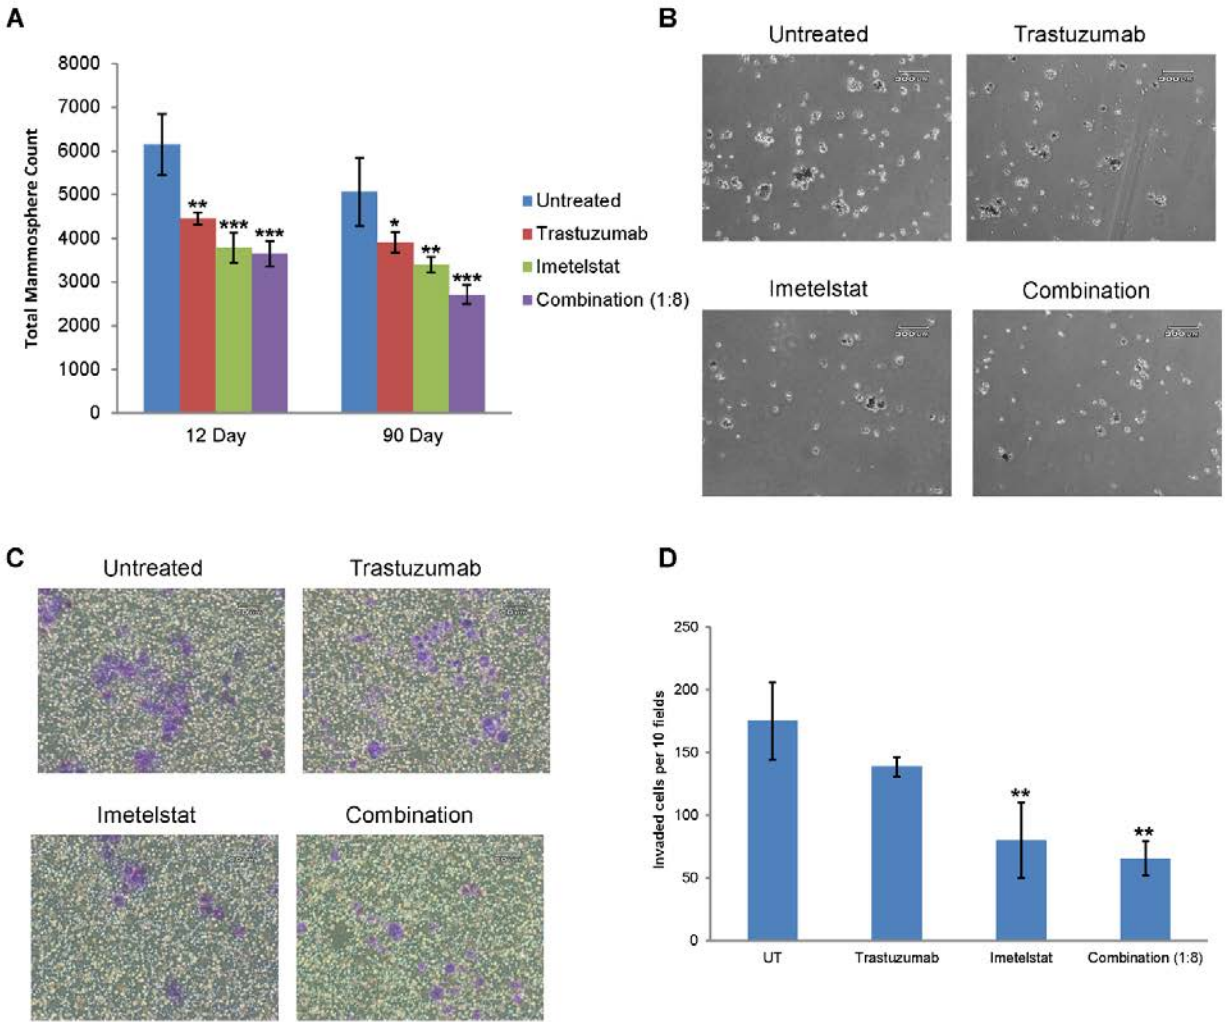 A
8000
7000
6000
5000
4000
3000
2000
1000
0
Total Mammosphere Count
**
***
***
*
**
***
12 Day
90 Day
Untreated
Trastuzumab
Imetelstat
Combination (1:8)
B
Untreated
Trastuzumab
Imetelstat
Combination
C
Untreated
Trastuzumab
Imetelstat
Combination
D
250
200
150
100
50
0
Invaded cells per 10 fields
**
**
UT
Trastuzumab
Imetelstat
Combination (1:8)